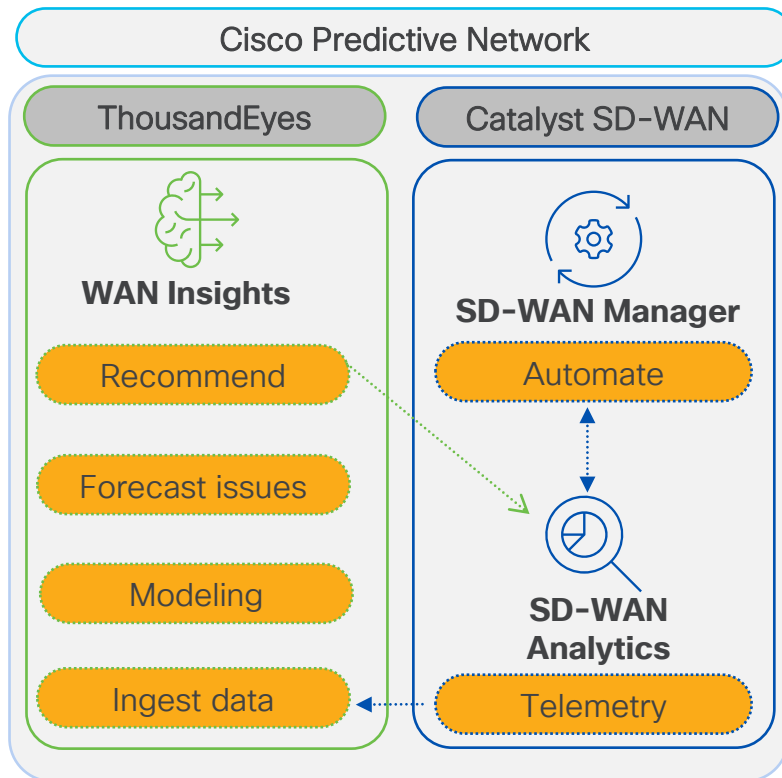 Cisco Predictive Network
ThousandEyes
WAN Insights
Recommend
Forecast issues
Modeling
Ingest data
Catalyst SD-WAN
SD-WAN Manager
Automate
SD-WAN
Analytics
Telemetry